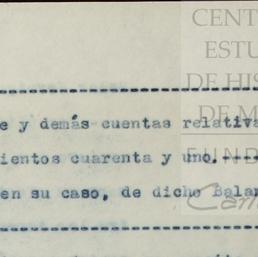 CENT
ESTU
DE HIS
DE M
FUND
e y demás cuentas relativa
ientos cuarenta y uno.
en su caso, de dicho Balan